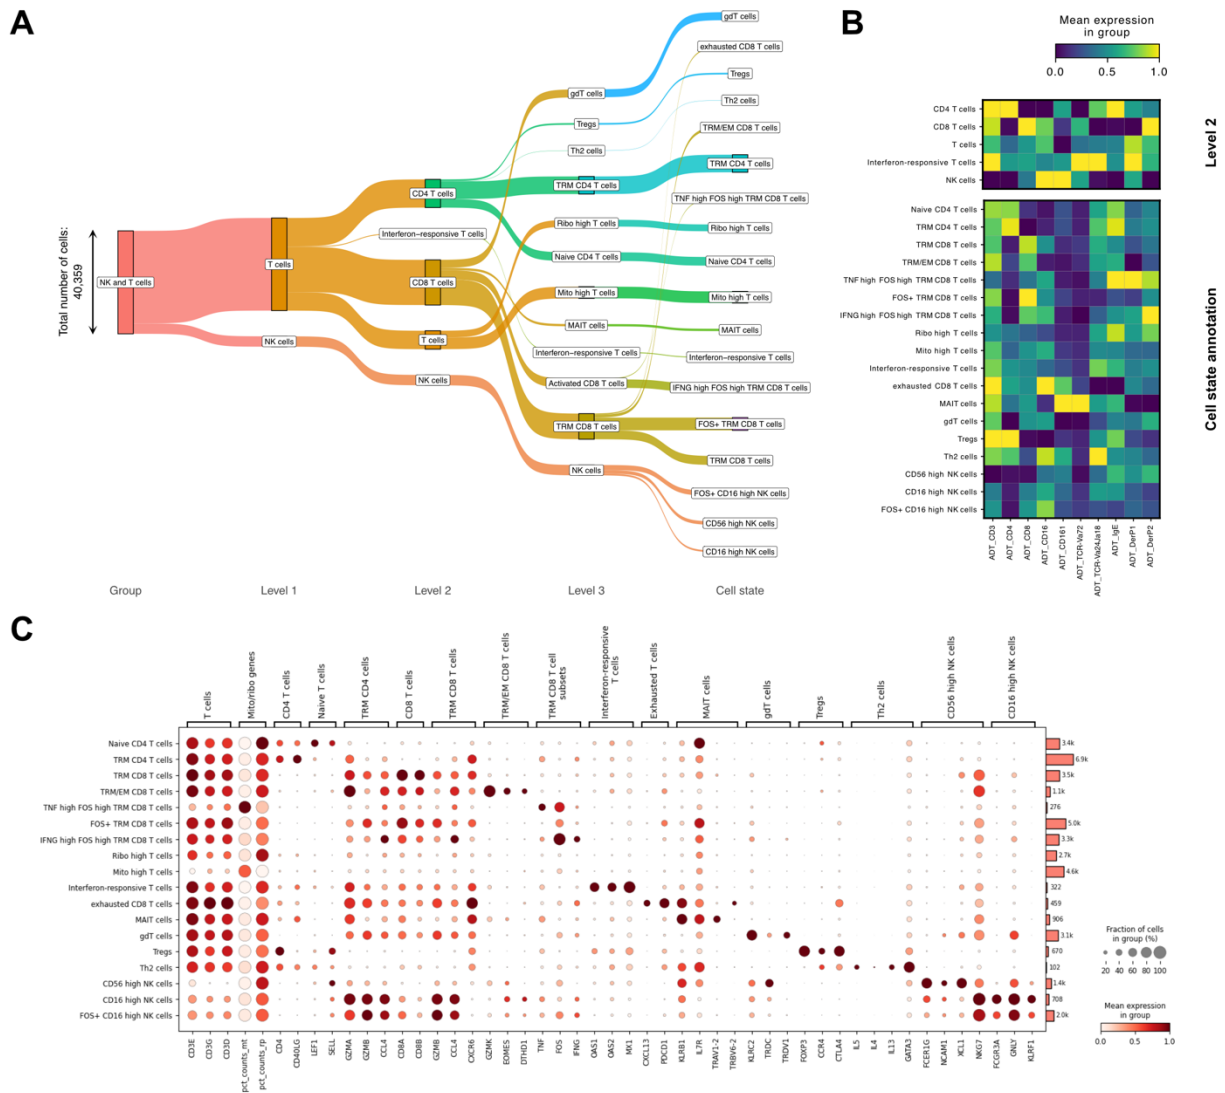 A
Total number of cells:
40,359
NK and T cells
T cells
NK cells
CD4 T cells
Interferon−responsive T cells
CD8 T cells
T cells
NK cells
gdT cells
Tregs
Th2 cells
TRM CD4 T cells
Ribo high T cells
Naive CD4 T cells
Mito high T cells
MAIT cells
Interferon−responsive T cells
Activated CD8 T cells
TRM CD8 T cells
NK cells
gdT cells
exhausted CD8 T cells
Tregs
Th2 cells
TRM/EM CD8 T cells
TRM CD4 T cells
TNF high FOS high TRM CD8 T cells
Ribo high T cells
Naive CD4 T cells
Mito high T cells
MAIT cells
Interferon−responsive T cells
IFNG high FOS high TRM CD8 T cells
FOS+ TRM CD8 T cells
TRM CD8 T cells
FOS+ CD16 high NK cells
CD56 high NK cells
CD16 high NK cells
Group
Level 1
Level 2
Level 3
Cell state
B
Mean expression
in group
0.0
0.5
1.0
CD4 T cells
CD8 T cells
T cells
Interferon-responsive T cells
NK cells
Level 2
Naive CD4 T cells
TRM CD4 T cells
TRM CD8 T cells
TRM/EM CD8 T cells
TNF high FOS high TRM CD8 T cells
FOS+ TRM CD8 T cells
IFNG high FOS high TRM CD8 T cells
Ribo high T cells
Mito high T cells
Interferon-responsive T cells
exhausted CD8 T cells
MAIT cells
gdT cells
Tregs
Th2 cells
CD56 high NK cells
CD16 high NK cells
FOS+ CD16 high NK cells
Cell state annotation
ADT_CD3
ADT_CD4
ADT_CD8
ADT_CD16
ADT_CD161
ADT_TCR-Va72
ADT_TCR-Va24Ja18
ADT_IgE
ADT_DerP1
ADT_DerP2
C
T cells
Mito/ribo genes
CD4 T cells
Naive T cells
TRM CD4 cells
CD8 T cells
TRM CD8 T cells
TRM/EM CD8 T cells
TRM CD8 T cell
subsets
Interferon-responsive
T cells
Exhausted T cells
MAIT cells
gdT cells
Tregs
Th2 cells
CD56 high NK cells
CD16 high NK cells
Naive CD4 T cells
3.4k
TRM CD4 T cells
6.9k
TRM CD8 T cells
3.5k
TRM/EM CD8 T cells
1.1k
TNF high FOS high TRM CD8 T cells
276
FOS+ TRM CD8 T cells
5.0k
IFNG high FOS high TRM CD8 T cells
3.3k
Ribo high T cells
2.7k
Mito high T cells
4.6k
Interferon-responsive T cells
322
exhausted CD8 T cells
459
MAIT cells
906
gdT cells
3.1k
Tregs
670
Th2 cells
102
CD56 high NK cells
1.4k
CD16 high NK cells
708
FOS+ CD16 high NK cells
2.0k
CD3E
CD3G
CD3D
pct_counts_mt
pct_counts_rp
CD4
CD40LG
LEF1
SELL
GZMA
GZMB
CCL4
CD8A
CD8B
GZMB
CCL4
CXCR6
GZMK
EOMES
DTHD1
TNF
FOS
IFNG
OAS1
OAS2
MX1
CXCL13
PDCD1
KLRB1
IL7R
TRAV1-2
TRBV6-2
KLRC2
TRDC
TRDV1
FOXP3
CCR4
CTLA4
IL5
IL4
IL13
GATA3
FCER1G
NCAM1
XCL1
NKG7
FCGR3A
GNLY
KLRF1
Fraction of cells
in group (%)
20 40 60 80 100
Mean expression
in group
0.0
0.5
1.0